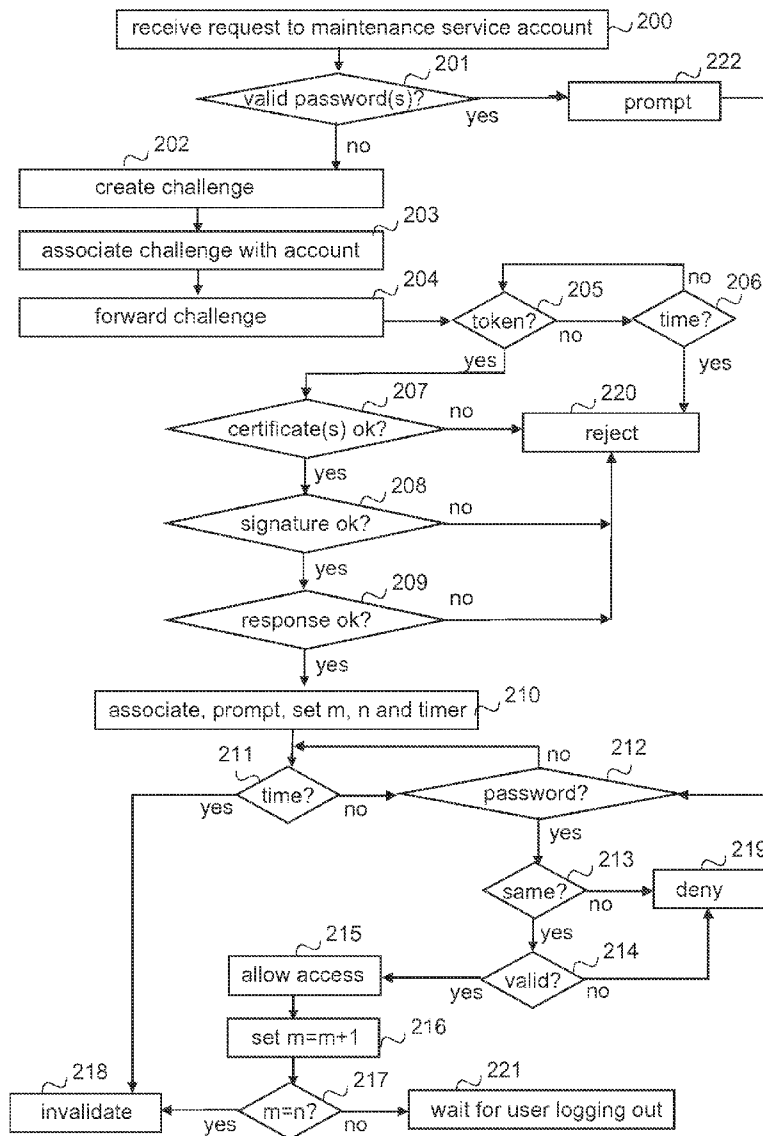 receive request to maintenance service account 200
201 222
valid password(s)? yes prompt
no
202
create challenge
203
associate challenge with account
204 205 no 206
forward challenge token? no time?
yes yes
207 220
certificate(s) ok? no reject
yes
208
signature ok? no
yes
209
response ok? no
yes
associate, prompt, set m, n and timer 210
211 no 212
yes time? no password?
yes
213 219
same? no deny
yes
215 214
allow access yes valid? no
set m=m+1 216
218 217 221
invalidate yes m=n? no wait for user logging out